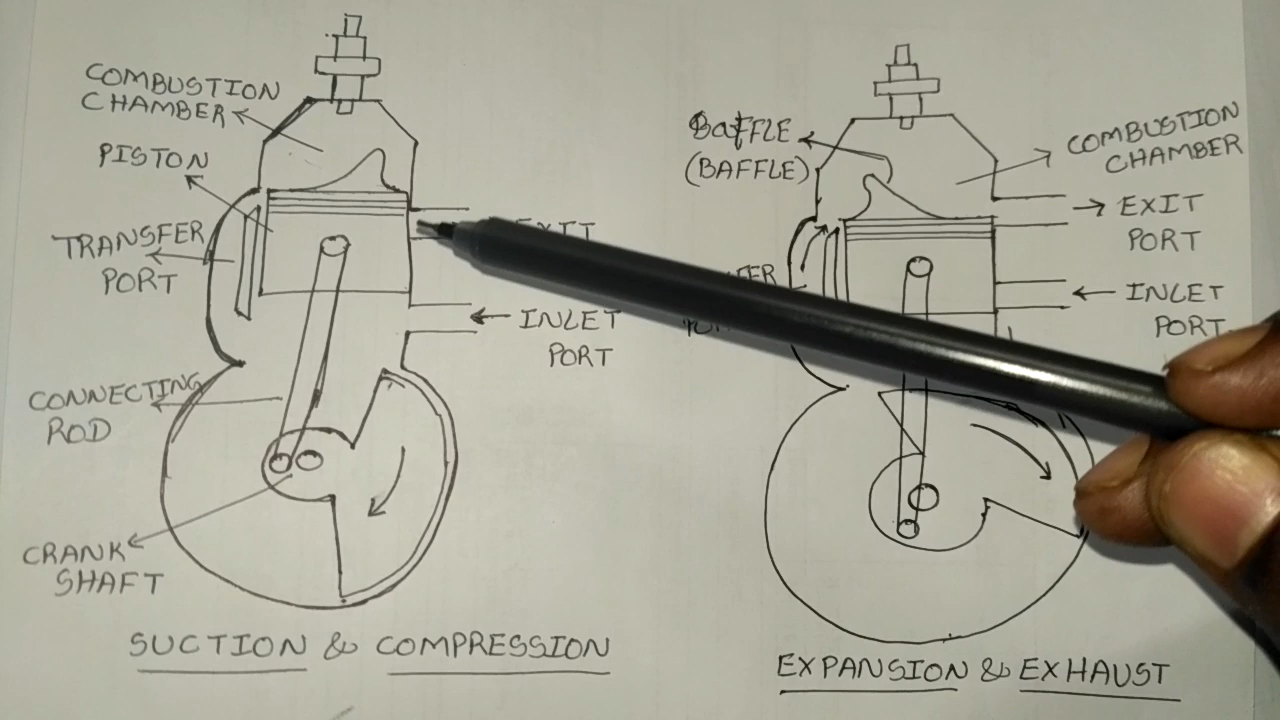 COMBUSTION
CHAMBER
PISTON
TRANSFER
PORT
CONNECTING
ROD
CRANK
SHAFT
EXIT
INLET
PORT
SUCTION & COMPRESSION
BaFFLE
(BAFFLE)
COMBUSTION
CHAMBER
EXIT
PORT
INLET
PORT
EXPANSION & EXHAUST